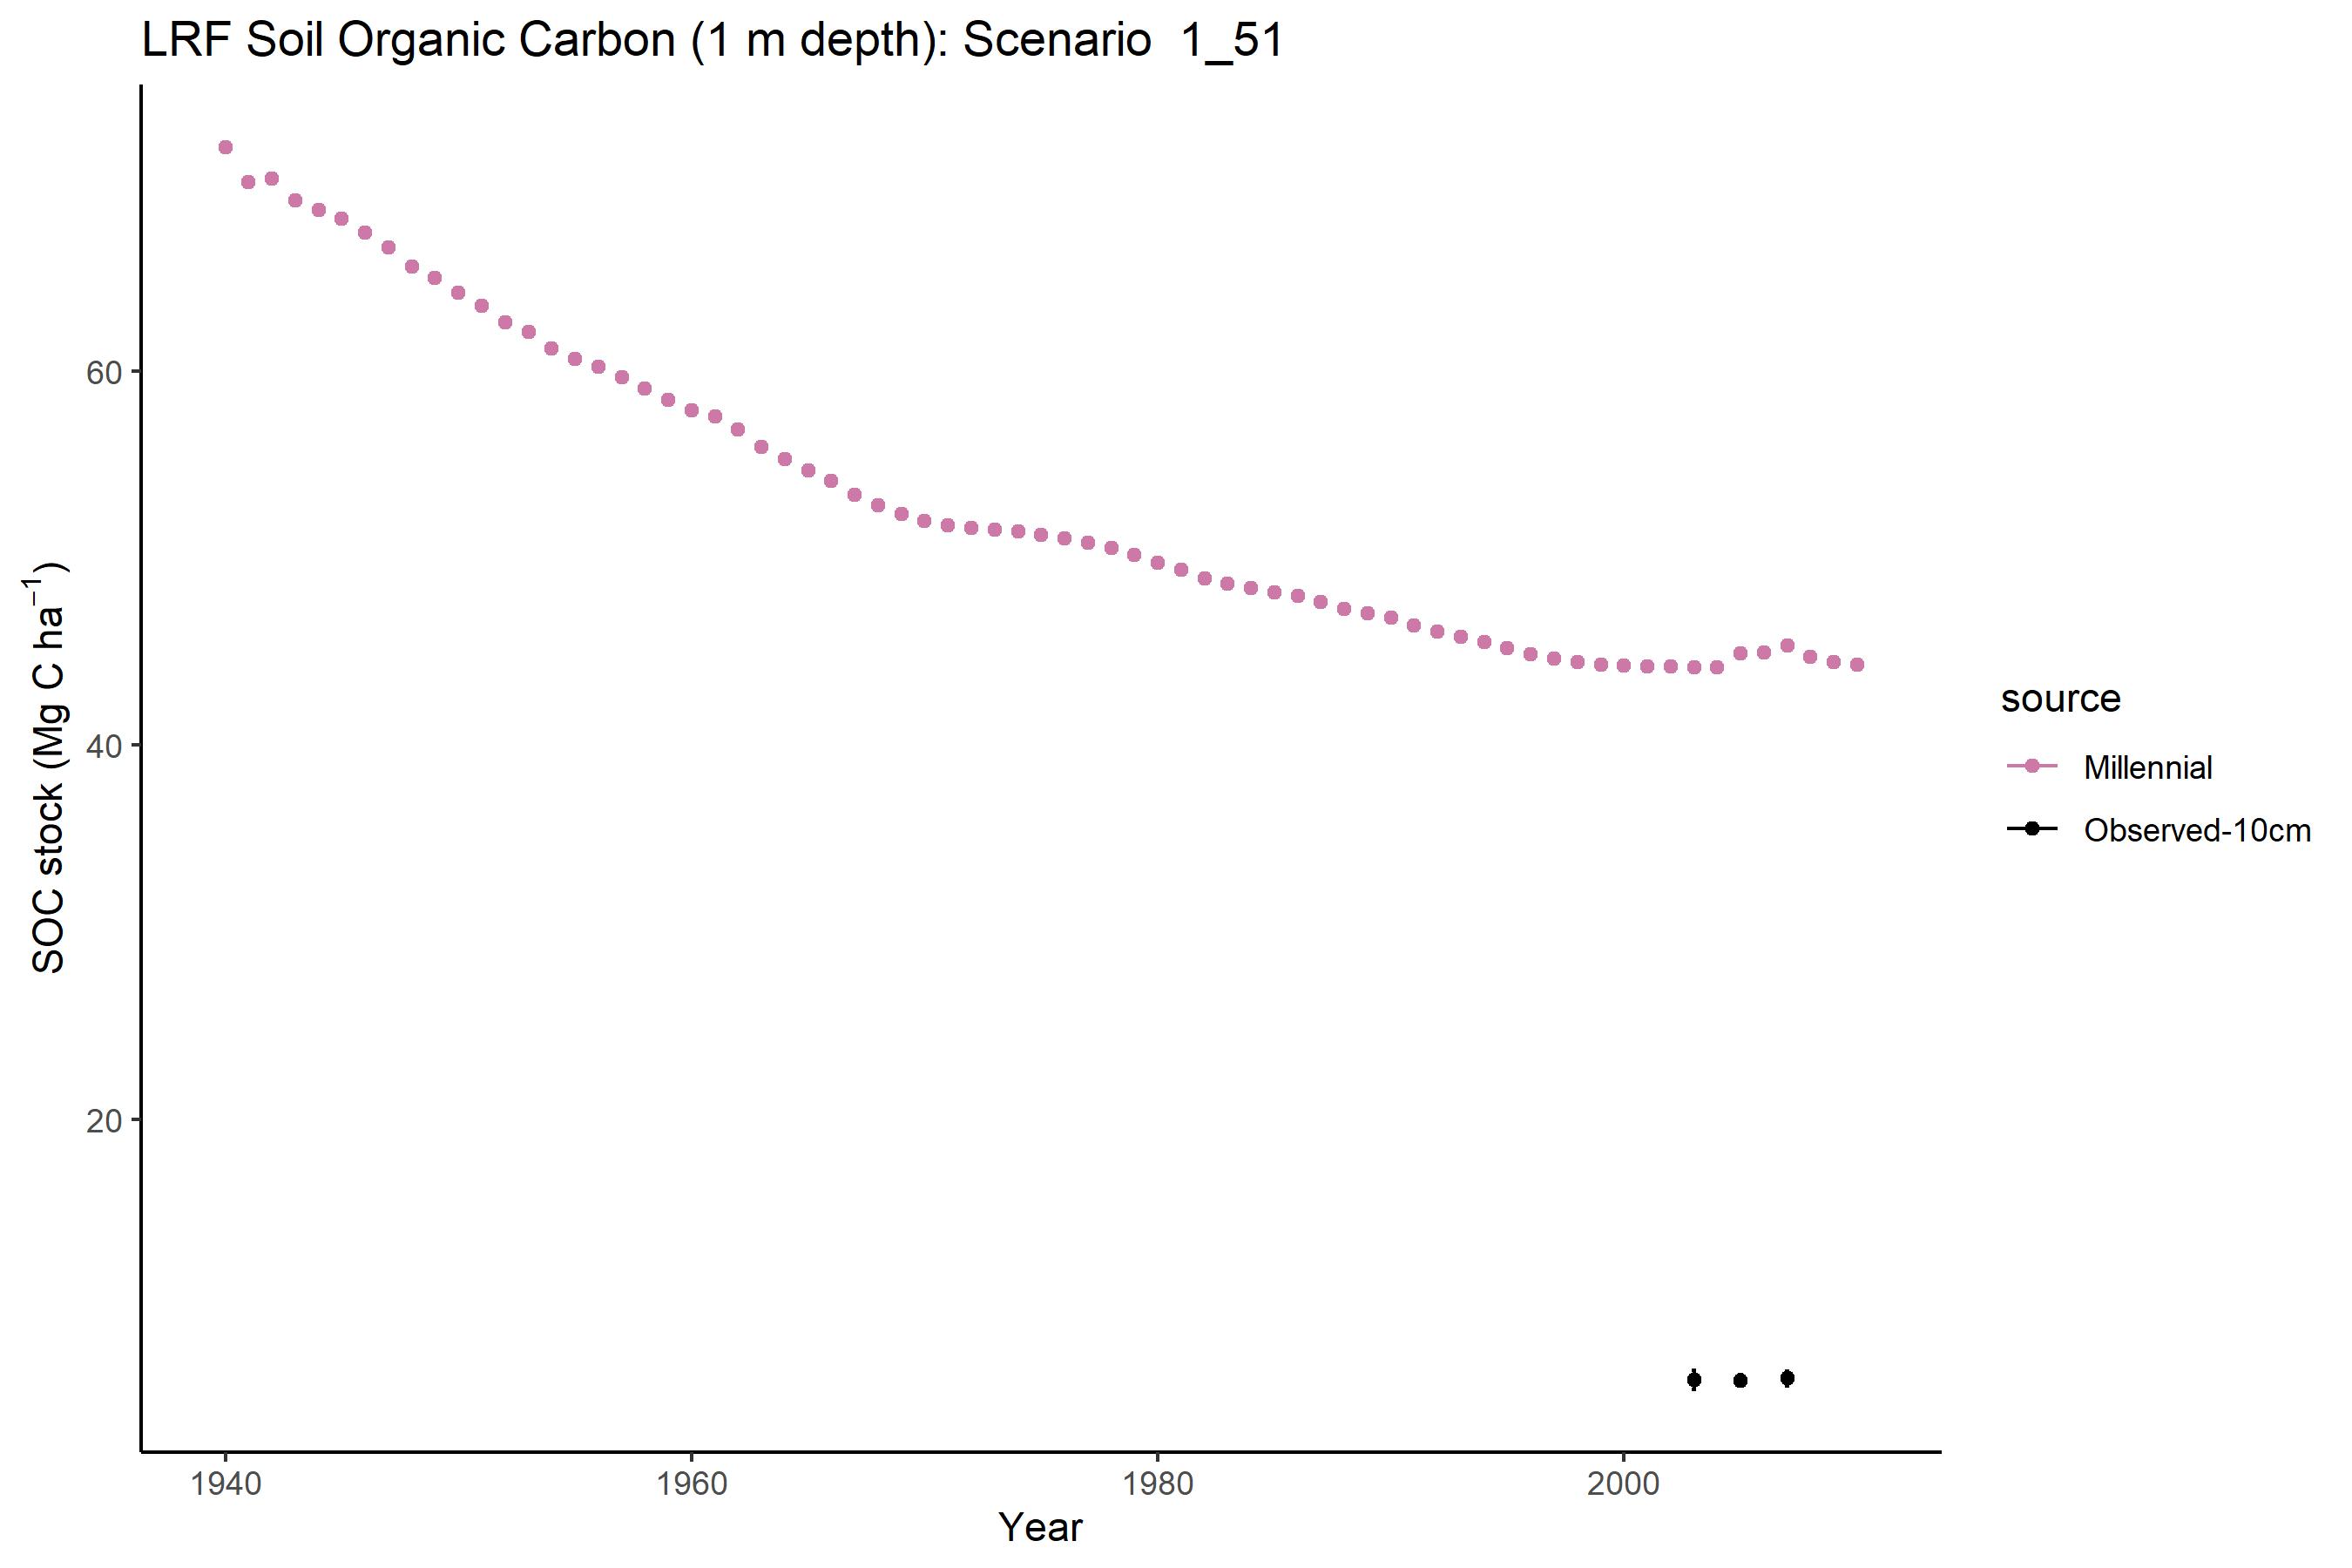 LRF Soil Organic Carbon (1 m depth): Scenario  1_51
SOC stock (Mg C ha⁻¹)
60
40
20
1940
1960
1980
2000
Year
source
Millennial
Observed-10cm